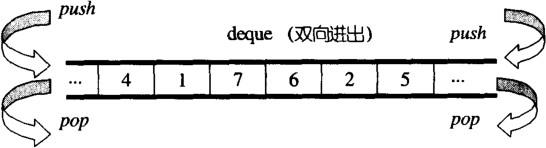 push
deque (双向进出) push
... 4 1 7 6 2 5 ...
pop pop